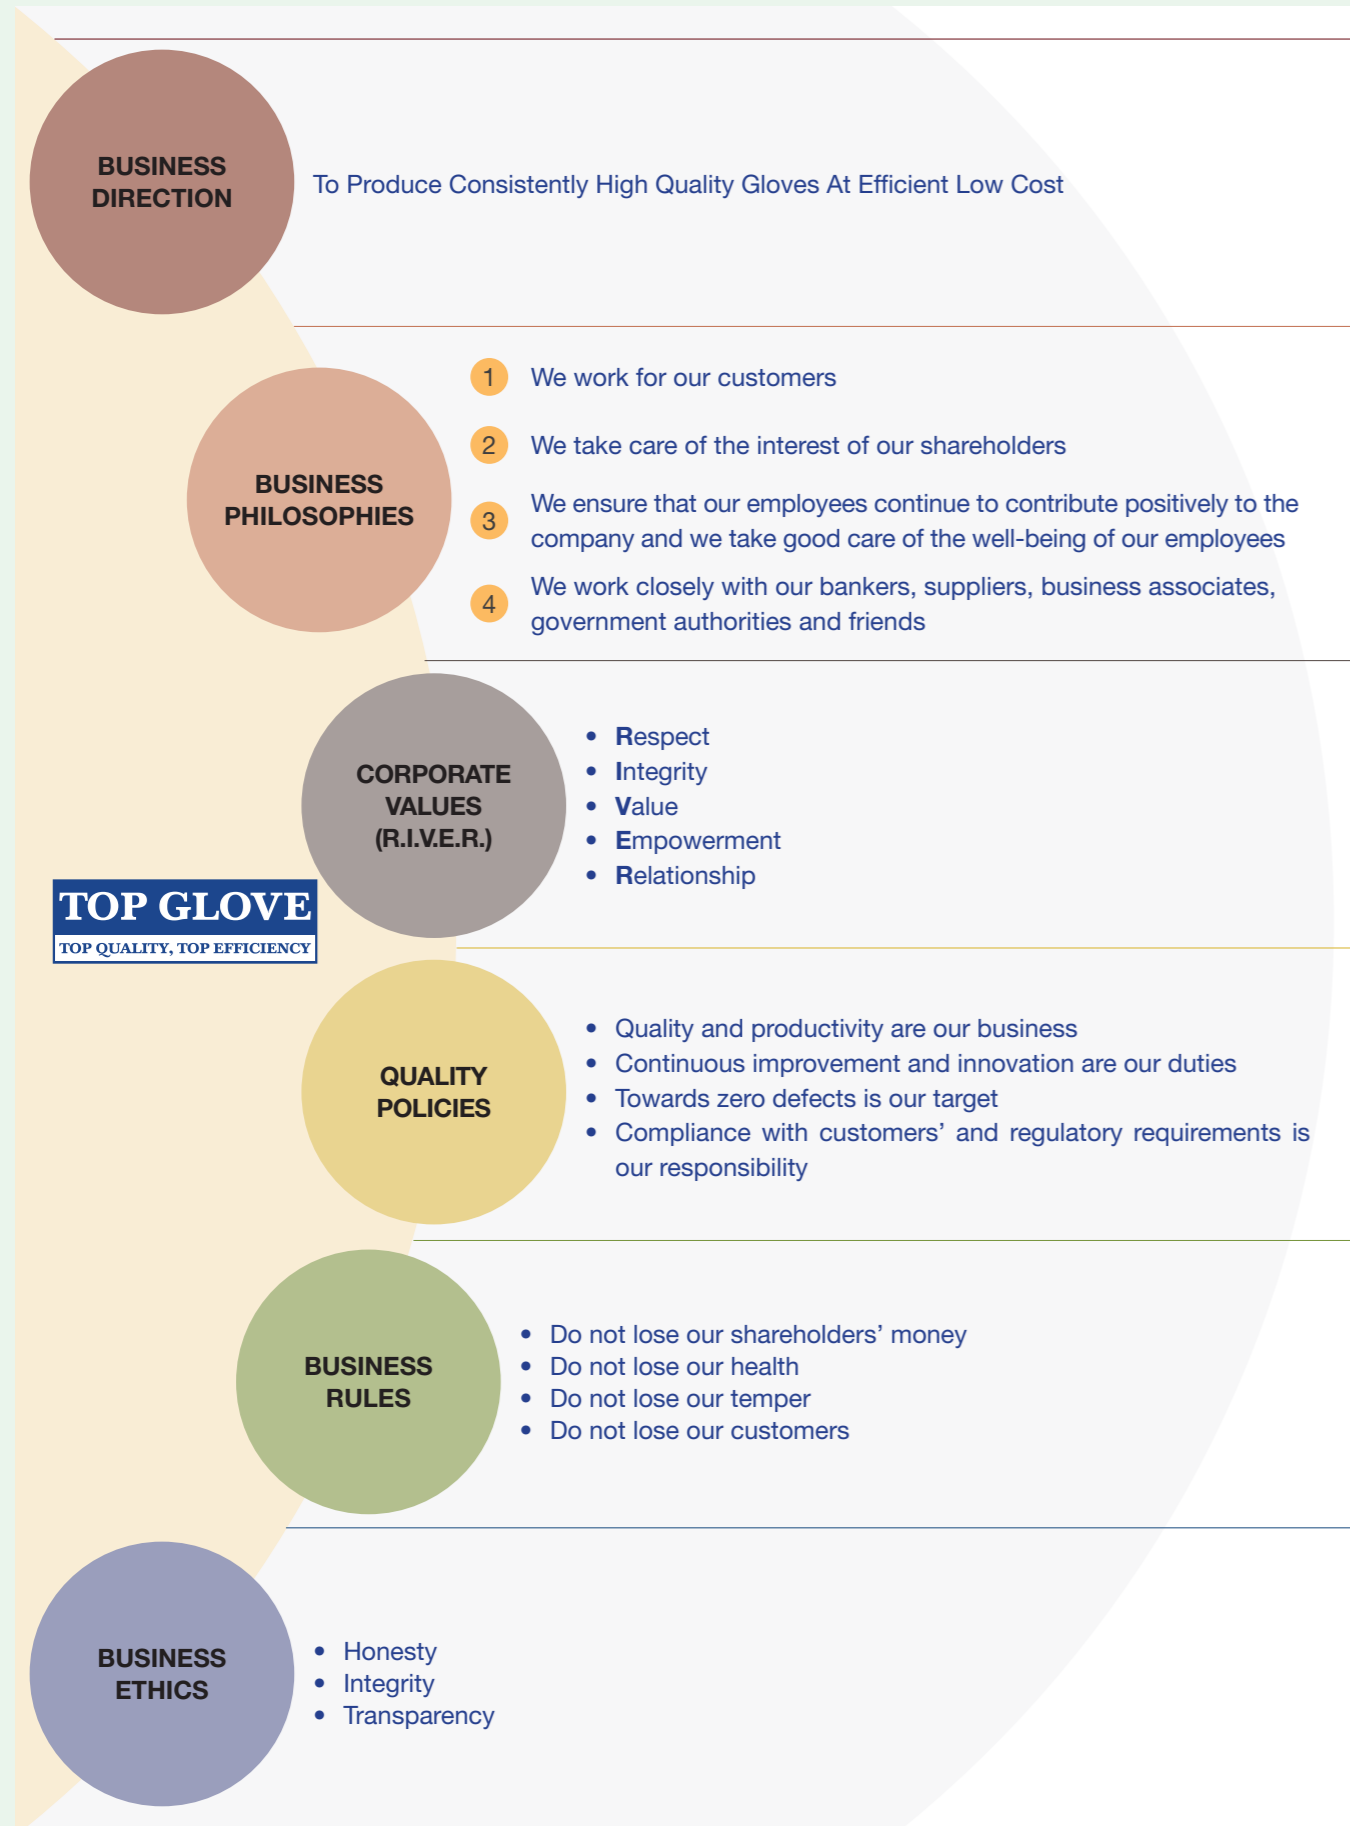 BUSINESS
DIRECTION
To Produce Consistently High Quality Gloves At Efficient Low Cost
BUSINESS
PHILOSOPHIES
1 We work for our customers
2 We take care of the interest of our shareholders
3 We ensure that our employees continue to contribute positively to the
company and we take good care of the well-being of our employees
4 We work closely with our bankers, suppliers, business associates,
government authorities and friends
CORPORATE
VALUES
(R.I.V.E.R.)
• Respect
• Integrity
• Value
• Empowerment
• Relationship
TOP GLOVE
TOP QUALITY, TOP EFFICIENCY
QUALITY
POLICIES
• Quality and productivity are our business
• Continuous improvement and innovation are our duties
• Towards zero defects is our target
• Compliance with customers’ and regulatory requirements is
our responsibility
BUSINESS
RULES
• Do not lose our shareholders’ money
• Do not lose our health
• Do not lose our temper
• Do not lose our customers
BUSINESS
ETHICS
• Honesty
• Integrity
• Transparency